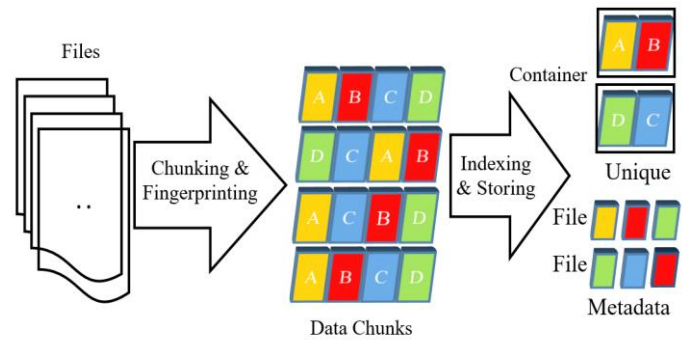 Files
..
Chunking &
Fingerprinting
A B C D
D C A B
A C B D
A B C D
Data Chunks
Indexing
& Storing
Container
A B
D C
Unique
File
File
Metadata